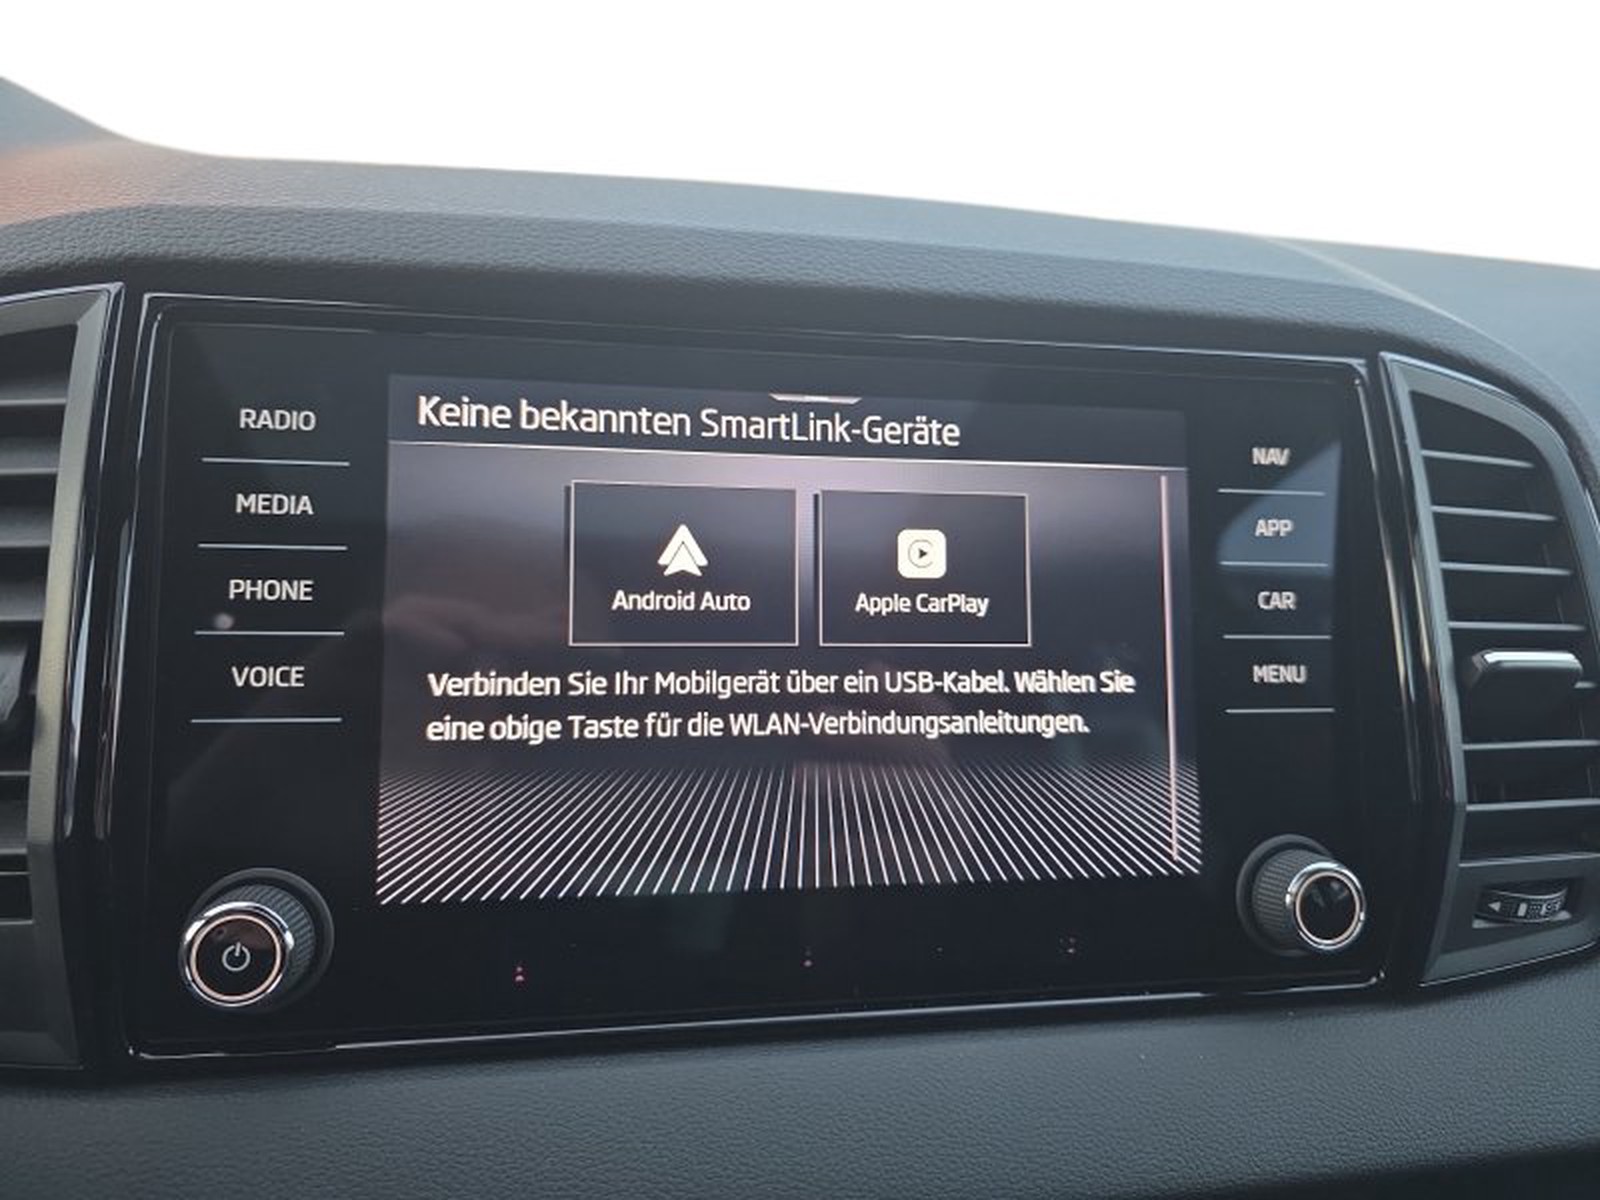 Keine bekannten SmartLink-Geräte
RADIO
MEDIA
PHONE
VOICE
Android Auto
Apple CarPlay
Verbinden Sie Ihr Mobilgerät über ein USB-Kabel. Wählen Sie
eine obige Taste für die WLAN-Verbindungsanleitungen.
NAV
APP
CAR
MENU